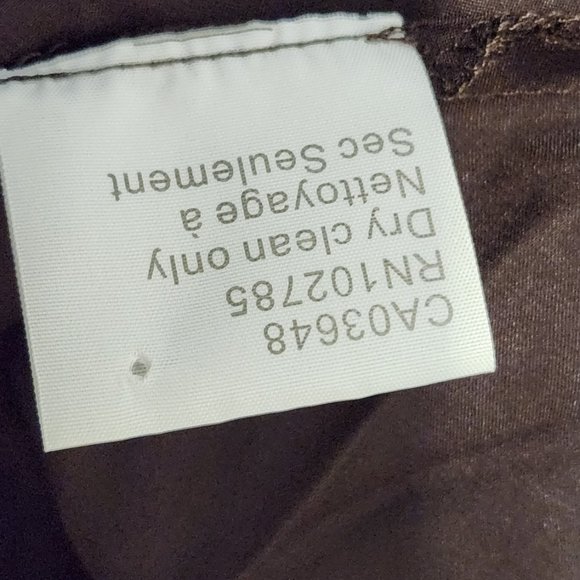 CA03648
RN102785
Dry clean only
Nettoyage à
Sec Seulement